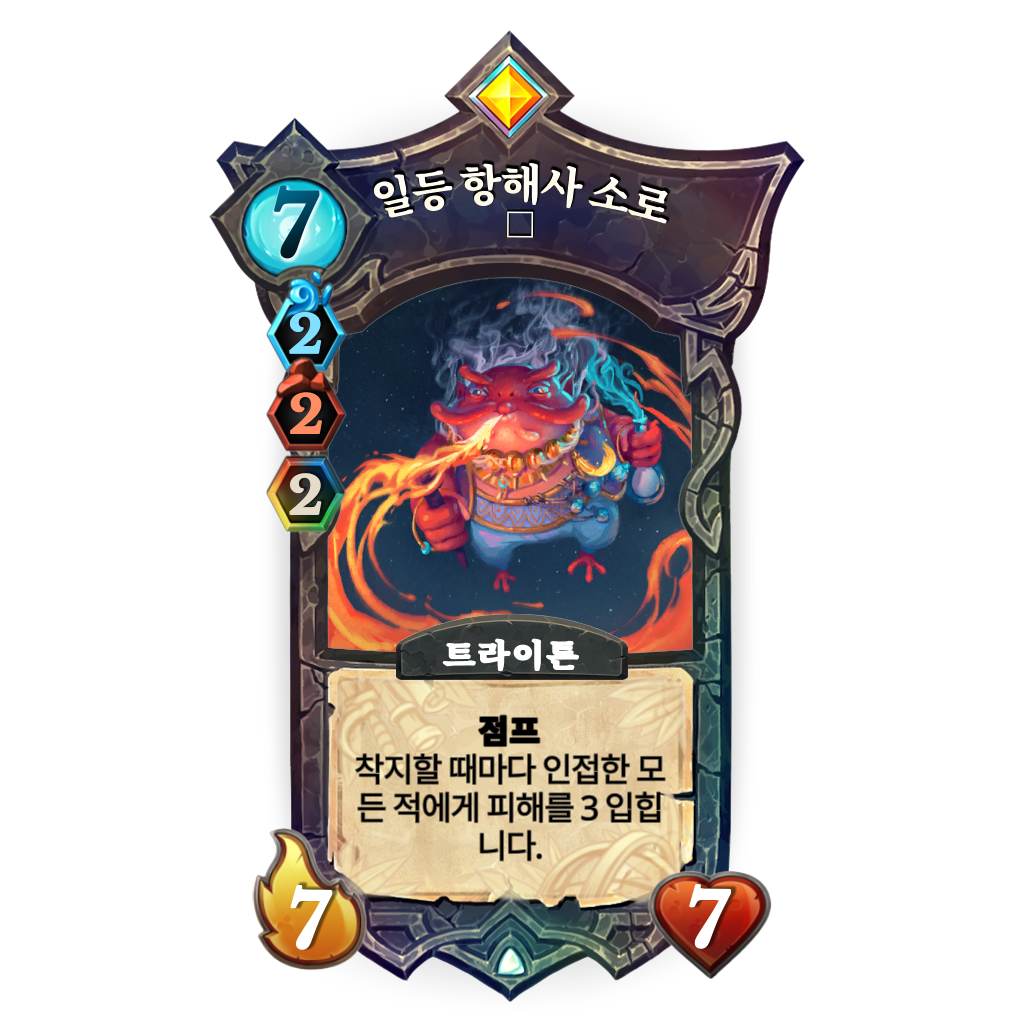 일등 항해사 소로
7
2
2
2
트라이튼
점프
착지할 때마다 인접한 모
든 적에게 피해를 3 입힙
니다.
7
7